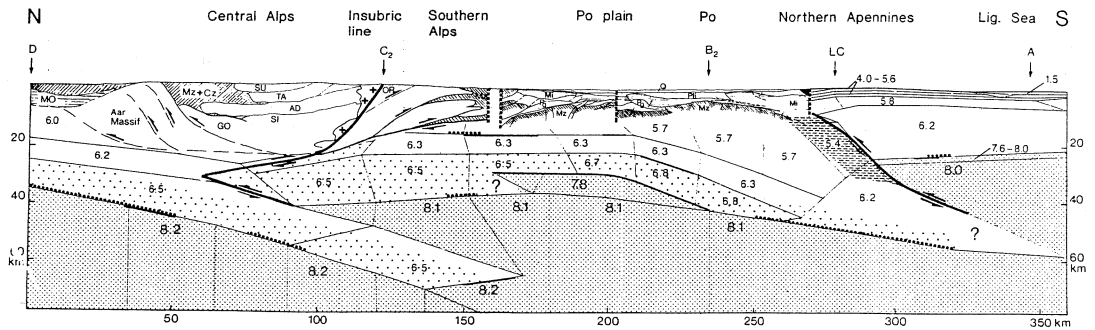 N Central Alps Insubric line Southern Alps Po plain Po Northern Apennines Lig. Sea S
D C2 B2 LC A
4.0-5.6 1.5
SU Mz+Cz TA OR Mi Q Pli Mi 5.8
MO AD Mz Mz
Aar Massif GO SI
6.0 5.7 5.7 5.4 6.2
20 6.2 6.3 6.3 6.3 6.3 5.7 7.6-8.0 20
6.5 6.5 6.5 6.5 6.7 6.8 6.3 6.2 8.0
? 7.8 6.8
40 8.1 8.1 8.1 8.1 40
8.2 ?
km 8.2 6.5 60 km
8.2
50 100 150 200 250 300 350 km